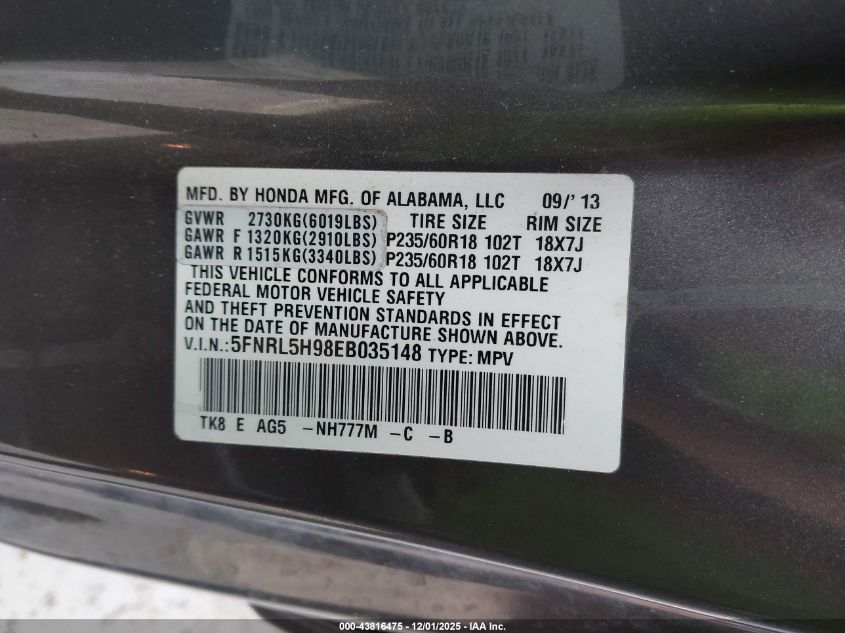 MFD. BY HONDA MFG. OF ALABAMA, LLC 09/' 13
GVWR 2730KG(6019LBS) TIRE SIZE RIM SIZE
GAWR F 1320KG(2910LBS) P235/60R18 102T 18X7J
GAWR R 1515KG(3340LBS) P235/60R18 102T 18X7J
THIS VEHICLE CONFORMS TO ALL APPLICABLE
FEDERAL MOTOR VEHICLE SAFETY
AND THEFT PREVENTION STANDARDS IN EFFECT
ON THE DATE OF MANUFACTURE SHOWN ABOVE.
V.I.N.:5FNRL5H98EB035148 TYPE: MPV
TK8 E AG5 -NH777M -C -B
000-43816475 - 12/01/2025 - IAA Inc.